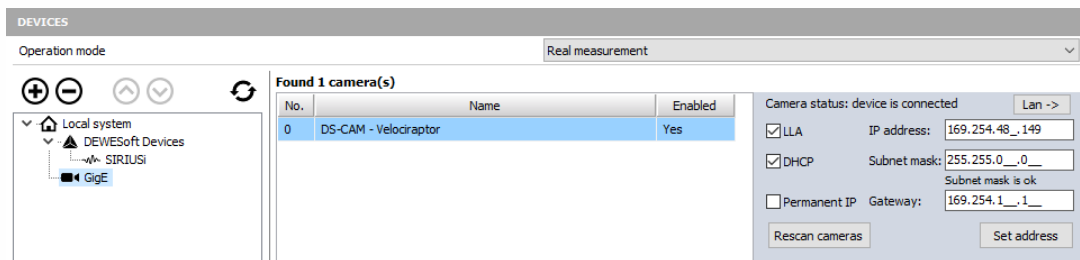 DEVICES
Operation mode Real measurement
Found 1 camera(s)
No. Name Enabled
0 DS-CAM - Velociraptor Yes
Local system
DEWESoft Devices
SIRIUSi
GigE
Camera status: device is connected Lan ->
LLA IP address: 169.254.48_.149
DHCP Subnet mask: 255.255.0__.0__
Subnet mask is ok
Permanent IP Gateway: 169.254.1__.1__
Rescan cameras Set address